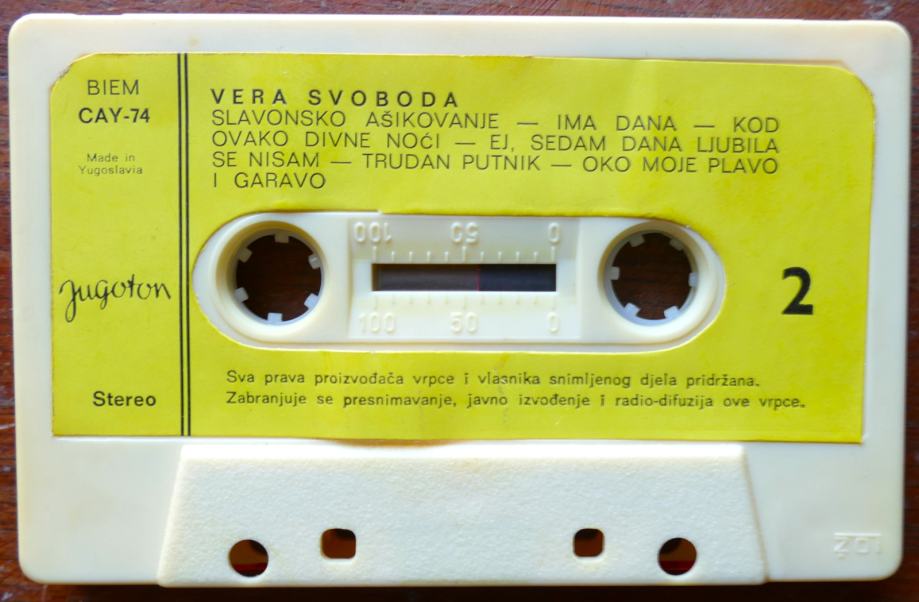 BIEM
CAY-74
Made in
Yugoslavia
Jugoton
Stereo
VERA SVOBODA
SLAVONSKO AŠIKOVANJE — IMA DANA — KOD
OVAKO DIVNE NOĆI — EJ, SEDAM DANA LJUBILA
SE NISAM — TRUDAN PUTNIK — OKO MOJE PLAVO
I GARAVO
100 50 0
100 50 0
2
Sva prava proizvođača vrpce i vlasnika snimljenog djela pridržana.
Zabranjuje se presnimavanje, javno izvođenje i radio-difuzija ove vrpce.